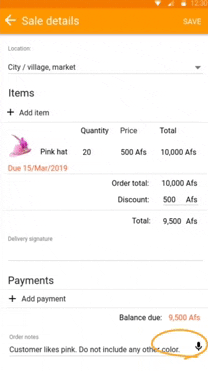 12:30
Sale details
SAVE
Location
City / village, market
Items
+ Add item
Quantity Price Total
Pink hat 20 500 Afs 10,000 Afs
Due 15/Mar/2019
Order total: 10,000 Afs
Discount: 500 Afs
Total: 9,500 Afs
Delivery signature
Payments
+ Add payment
Balance due: 9,500 Afs
Order notes
Customer likes pink. Do not include any other color.